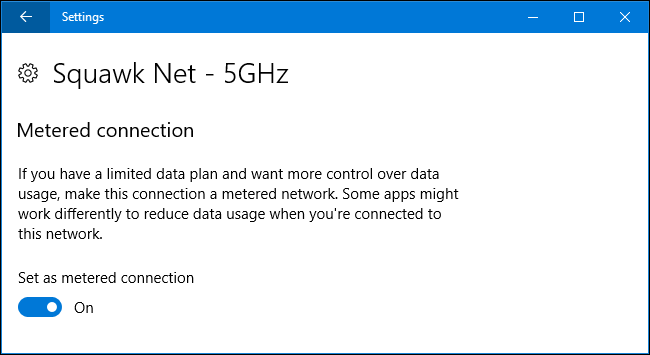 Settings
Squawk Net - 5GHz
Metered connection
If you have a limited data plan and want more control over data
usage, make this connection a metered network. Some apps might
work differently to reduce data usage when you're connected to
this network.
Set as metered connection
On